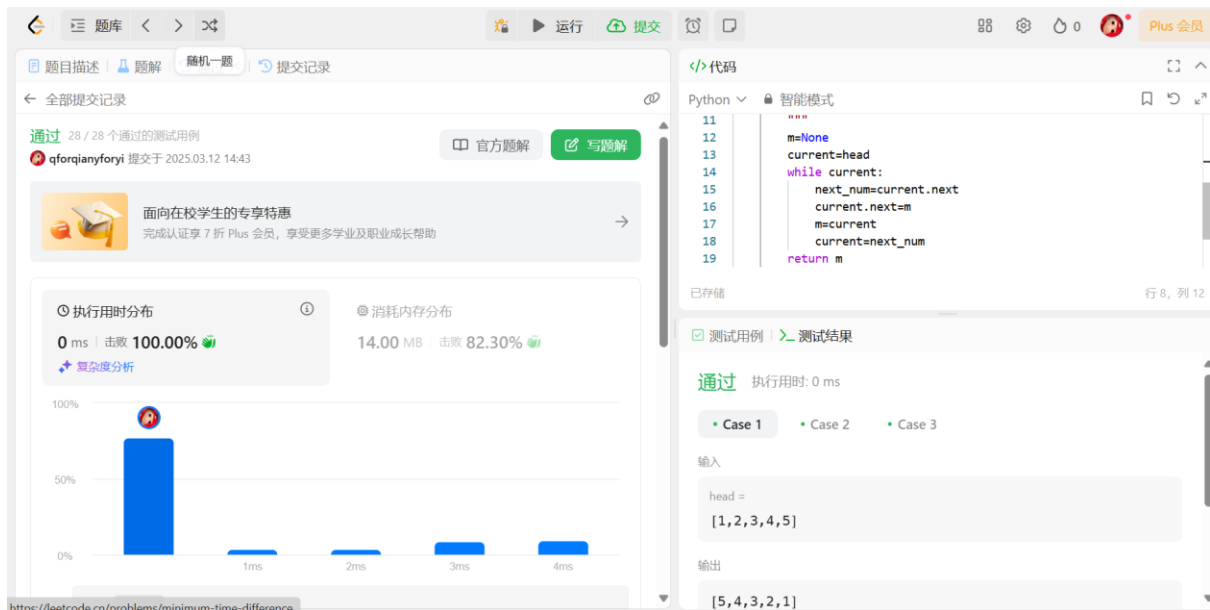 题库
运行
提交
0
Plus 会员
题目描述
题解
随机一题
提交记录
全部提交记录
通过 28 / 28 个通过的测试用例
qforqianyforyi 提交于 2025.03.12 14:43
官方题解
写题解
面向在校学生的专享特惠
完成认证享 7 折 Plus 会员，享受更多学业及职业成长帮助
执行用时分布
0 ms 击败 100.00%
复杂度分析
消耗内存分布
14.00 MB 击败 82.30%
100%
50%
0%
1ms 2ms 3ms 4ms
https://leetcode.cn/problems/minimum-time-difference
</> 代码
Python 智能模式
11 """
12 m=None
13 current=head
14 while current:
15 next_num=current.next
16 current.next=m
17 m=current
18 current=next_num
19 return m
已存储
行 8，列 12
测试用例 >_ 测试结果
通过 执行用时: 0 ms
• Case 1 • Case 2 • Case 3
输入
head =
[1,2,3,4,5]
输出
[5,4,3,2,1]